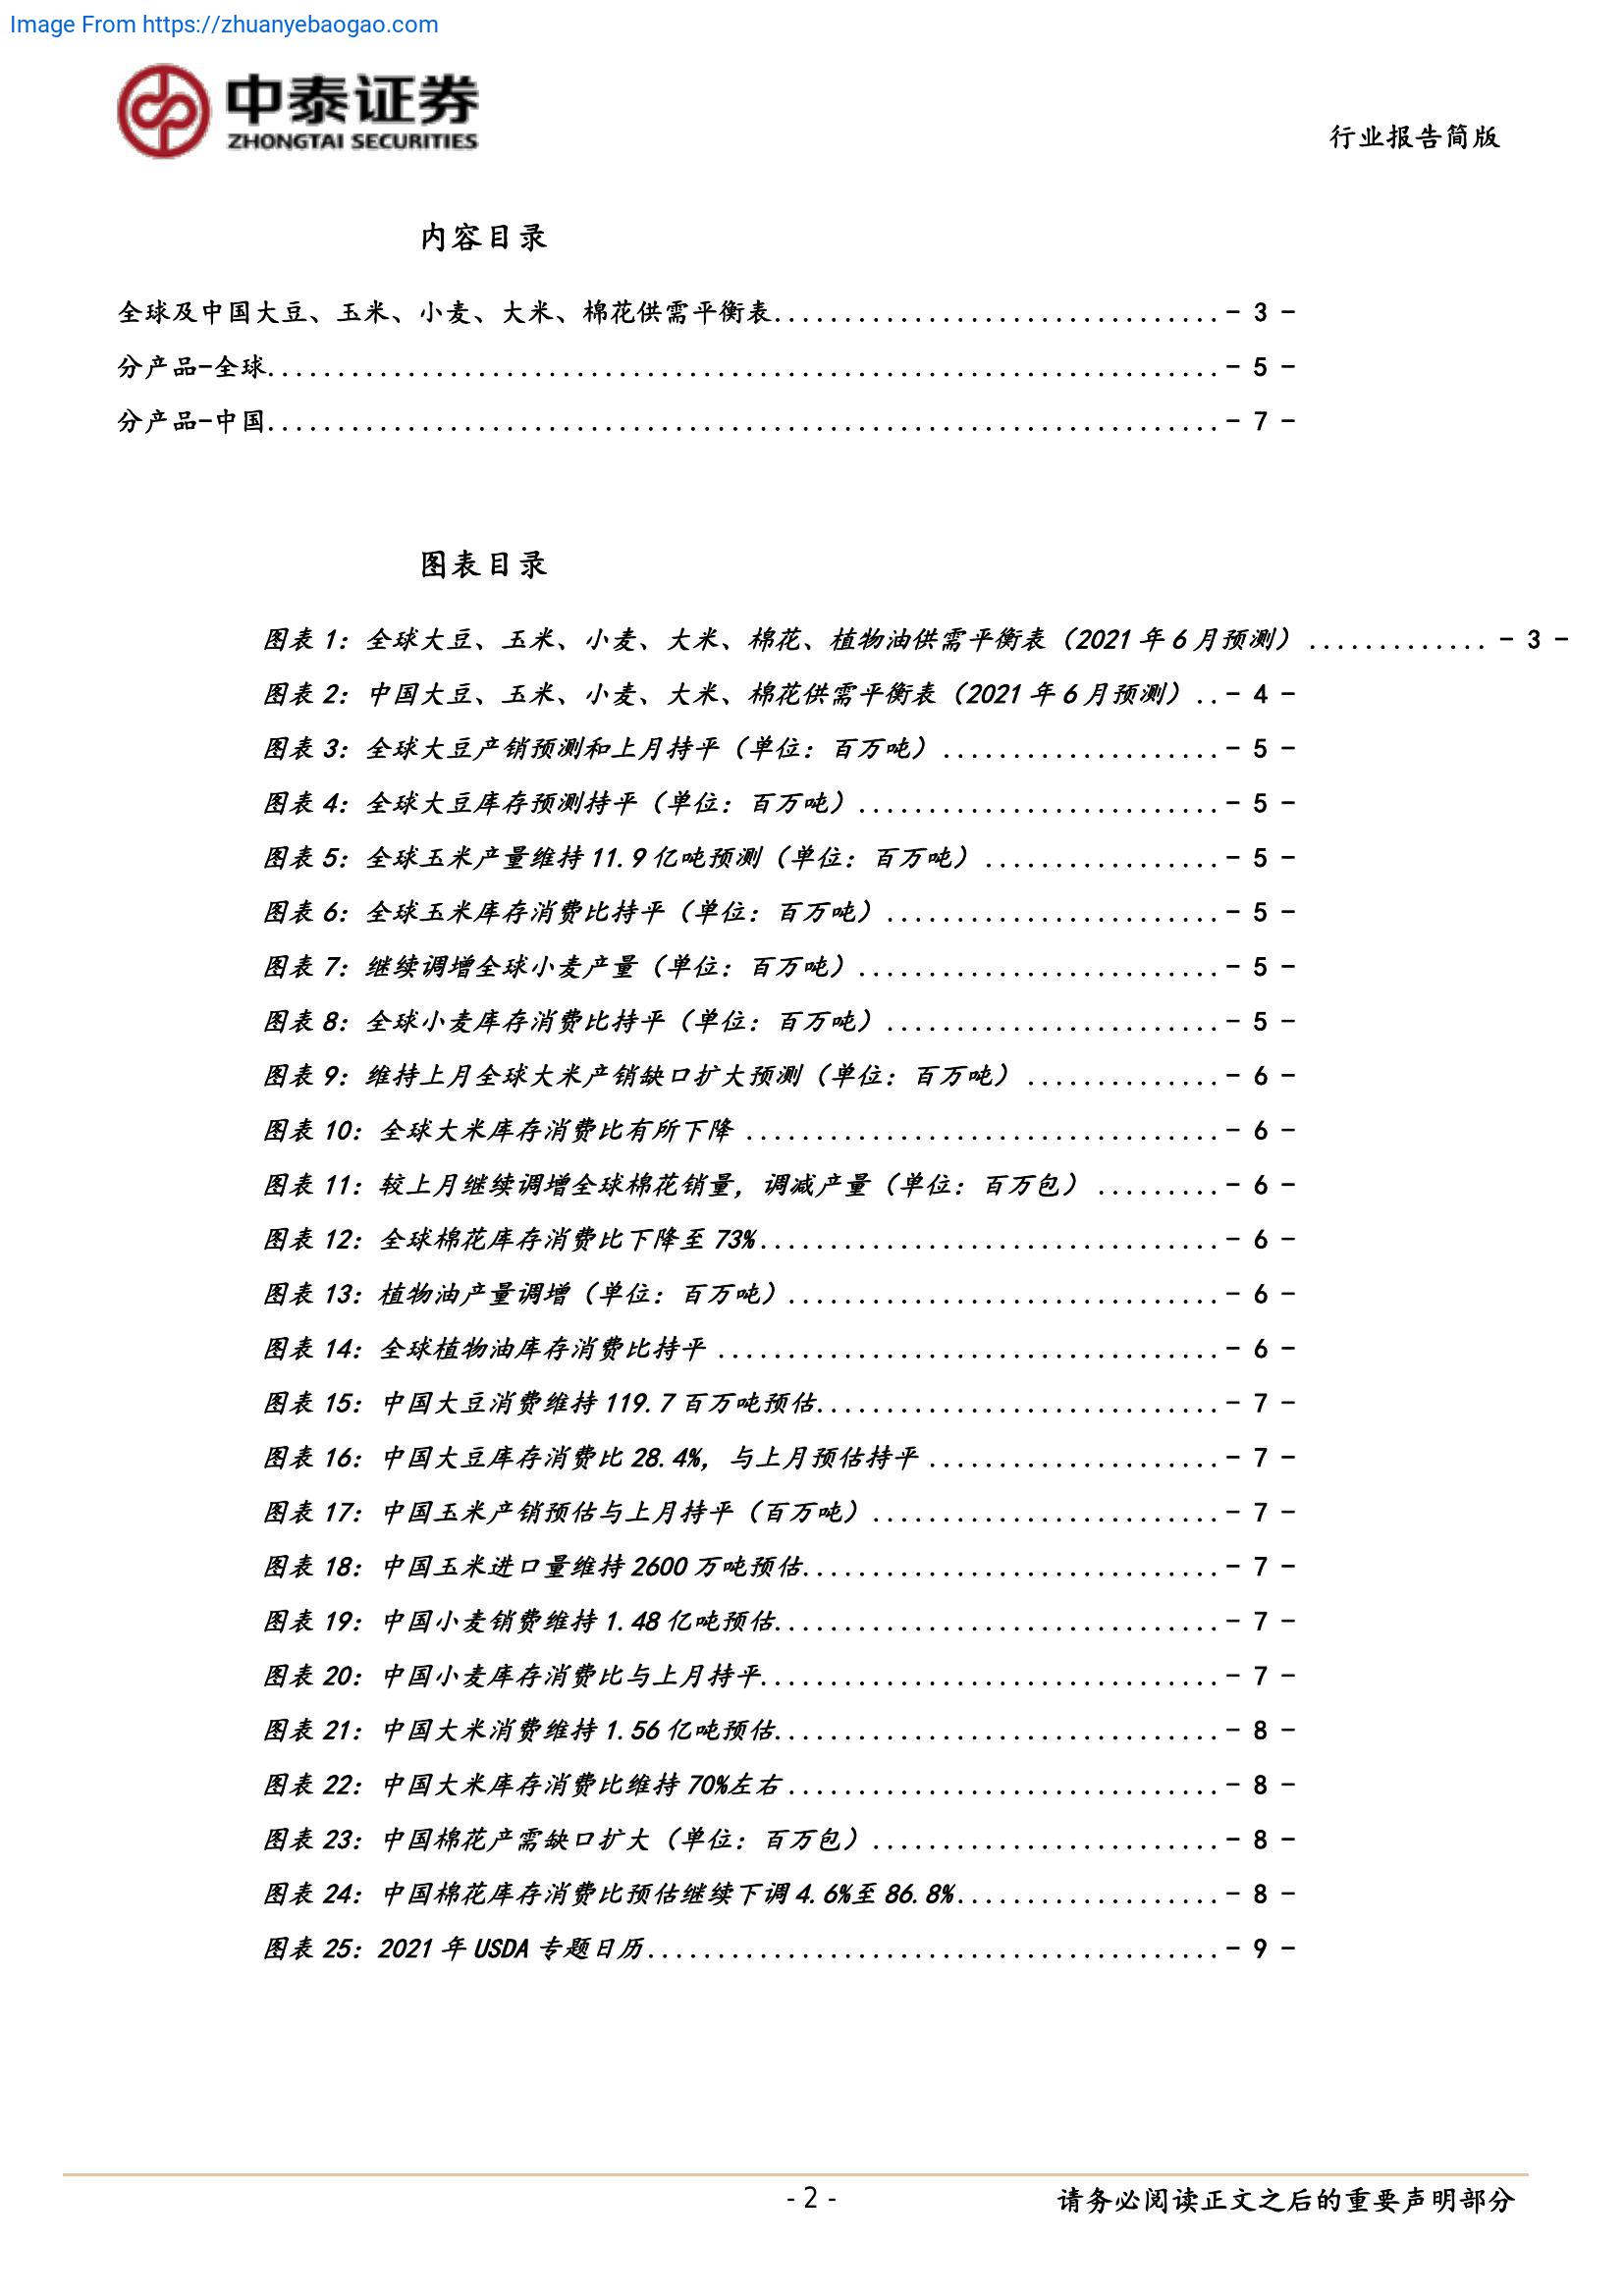 Image From https://zhuanyebaogao.com
中泰证券
ZHONGTAI SECURITIES
行业报告简版
内容目录
全球及中国大豆、玉米、小麦、大米、棉花供需平衡表................................- 3 -
分产品-全球....................................................................- 5 -
分产品-中国....................................................................- 7 -
图表目录
图表 1：全球大豆、玉米、小麦、大米、棉花、植物油供需平衡表（2021 年 6 月预测）.............- 3 -
图表 2：中国大豆、玉米、小麦、大米、棉花供需平衡表（2021 年 6 月预测）..- 4 -
图表 3：全球大豆产销预测和上月持平（单位：百万吨）....................- 5 -
图表 4：全球大豆库存预测持平（单位：百万吨）..........................- 5 -
图表 5：全球玉米产量维持 11.9 亿吨预测（单位：百万吨）.................- 5 -
图表 6：全球玉米库存消费比持平（单位：百万吨）........................- 5 -
图表 7：继续调增全球小麦产量（单位：百万吨）..........................- 5 -
图表 8：全球小麦库存消费比持平（单位：百万吨）........................- 5 -
图表 9：维持上月全球大米产销缺口扩大预测（单位：百万吨）..............- 6 -
图表 10：全球大米库存消费比有所下降..................................- 6 -
图表 11：较上月继续调增全球棉花销量，调减产量（单位：百万包）.........- 6 -
图表 12：全球棉花库存消费比下降至 73%.................................- 6 -
图表 13：植物油产量调增（单位：百万吨）...............................- 6 -
图表 14：全球植物油库存消费比持平....................................- 6 -
图表 15：中国大豆消费维持 119.7 百万吨预估.............................- 7 -
图表 16：中国大豆库存消费比 28.4%，与上月预估持平.....................- 7 -
图表 17：中国玉米产销预估与上月持平（百万吨）.........................- 7 -
图表 18：中国玉米进口量维持 2600 万吨预估..............................- 7 -
图表 19：中国小麦销费维持 1.48 亿吨预估................................- 7 -
图表 20：中国小麦库存消费比与上月持平.................................- 7 -
图表 21：中国大米消费维持 1.56 亿吨预估................................- 8 -
图表 22：中国大米库存消费比维持 70%左右...............................- 8 -
图表 23：中国棉花产需缺口扩大（单位：百万包）.........................- 8 -
图表 24：中国棉花库存消费比预估继续下调 4.6%至 86.8%...................- 8 -
图表 25：2021 年 USDA 专题日历.........................................- 9 -
- 2 -
请务必阅读正文之后的重要声明部分